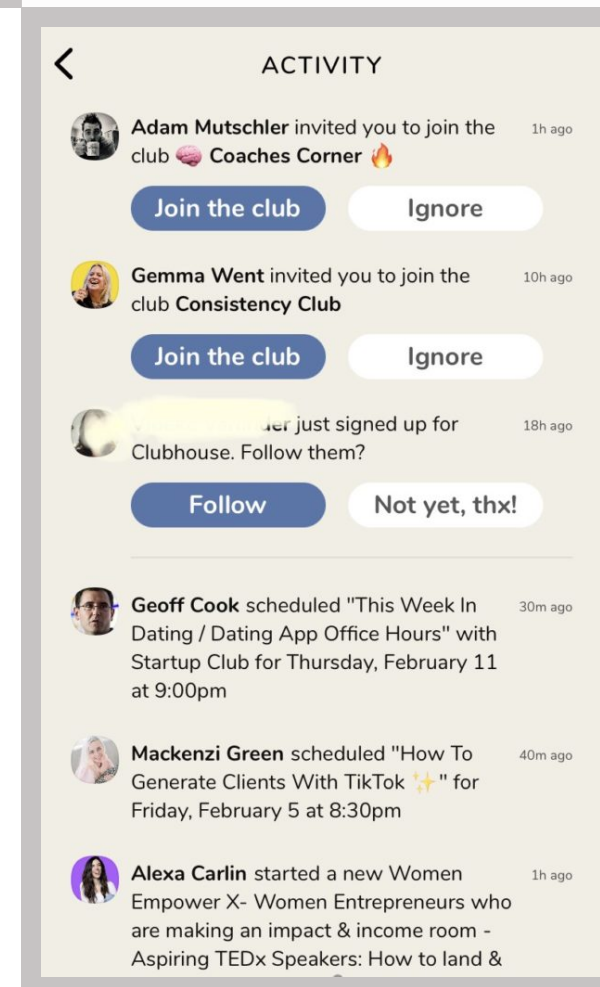 ACTIVITY
Adam Mutschler invited you to join the
1h ago
club 🧠 Coaches Corner 🔥
Join the club
Ignore
Gemma Went invited you to join the
10h ago
club Consistency Club
Join the club
Ignore
just signed up for
18h ago
Clubhouse. Follow them?
Follow
Not yet, thx!
Geoff Cook scheduled "This Week In
30m ago
Dating / Dating App Office Hours" with
Startup Club for Thursday, February 11
at 9:00pm
Mackenzi Green scheduled "How To
40m ago
Generate Clients With TikTok ✨" for
Friday, February 5 at 8:30pm
Alexa Carlin started a new Women
1h ago
Empower X- Women Entrepreneurs who
are making an impact & income room -
Aspiring TEDx Speakers: How to land &